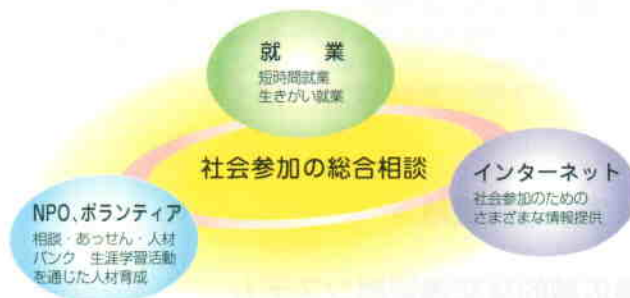 就　業
短時間就業
生きがい就業
社会参加の総合相談
インターネット
社会参加のための
さまざまな情報提供
NPO、ボランティア
相談・あっせん・人材
バンク　生涯学習活動
を通じた人材育成